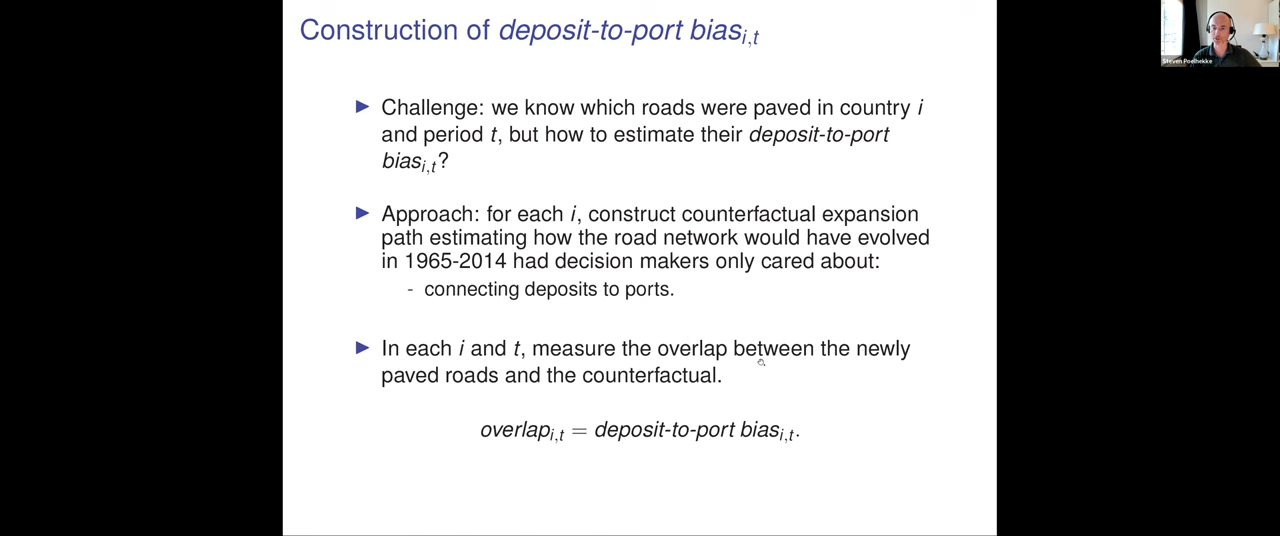 Construction of deposit-to-port bias_{i,t}
▶ Challenge: we know which roads were paved in country i
and period t, but how to estimate their deposit-to-port
bias_{i,t}?
▶ Approach: for each i, construct counterfactual expansion
path estimating how the road network would have evolved
in 1965-2014 had decision makers only cared about:
- connecting deposits to ports.
▶ In each i and t, measure the overlap between the newly
paved roads and the counterfactual.
overlap_{i,t} = deposit-to-port bias_{i,t}.
Steven Poelhekke